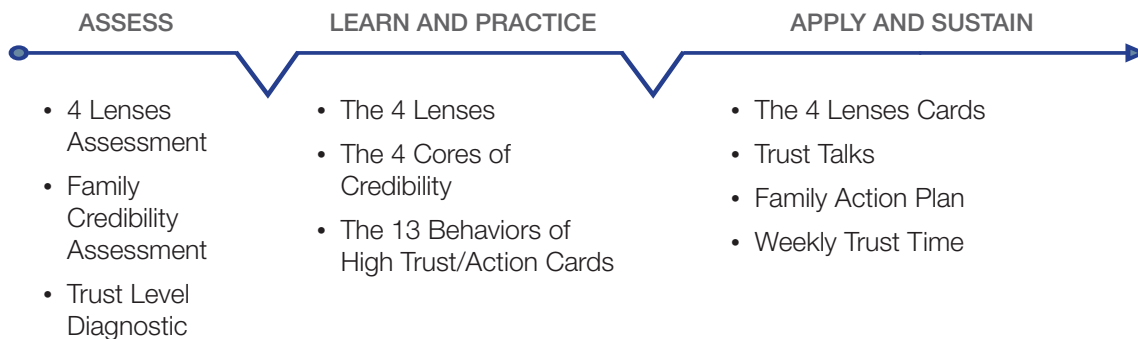 ASSESS
• 4 Lenses
Assessment
• Family
Credibility
Assessment
• Trust Level
Diagnostic
LEARN AND PRACTICE
• The 4 Lenses
• The 4 Cores of
Credibility
• The 13 Behaviors of
High Trust/Action Cards
APPLY AND SUSTAIN
• The 4 Lenses Cards
• Trust Talks
• Family Action Plan
• Weekly Trust Time